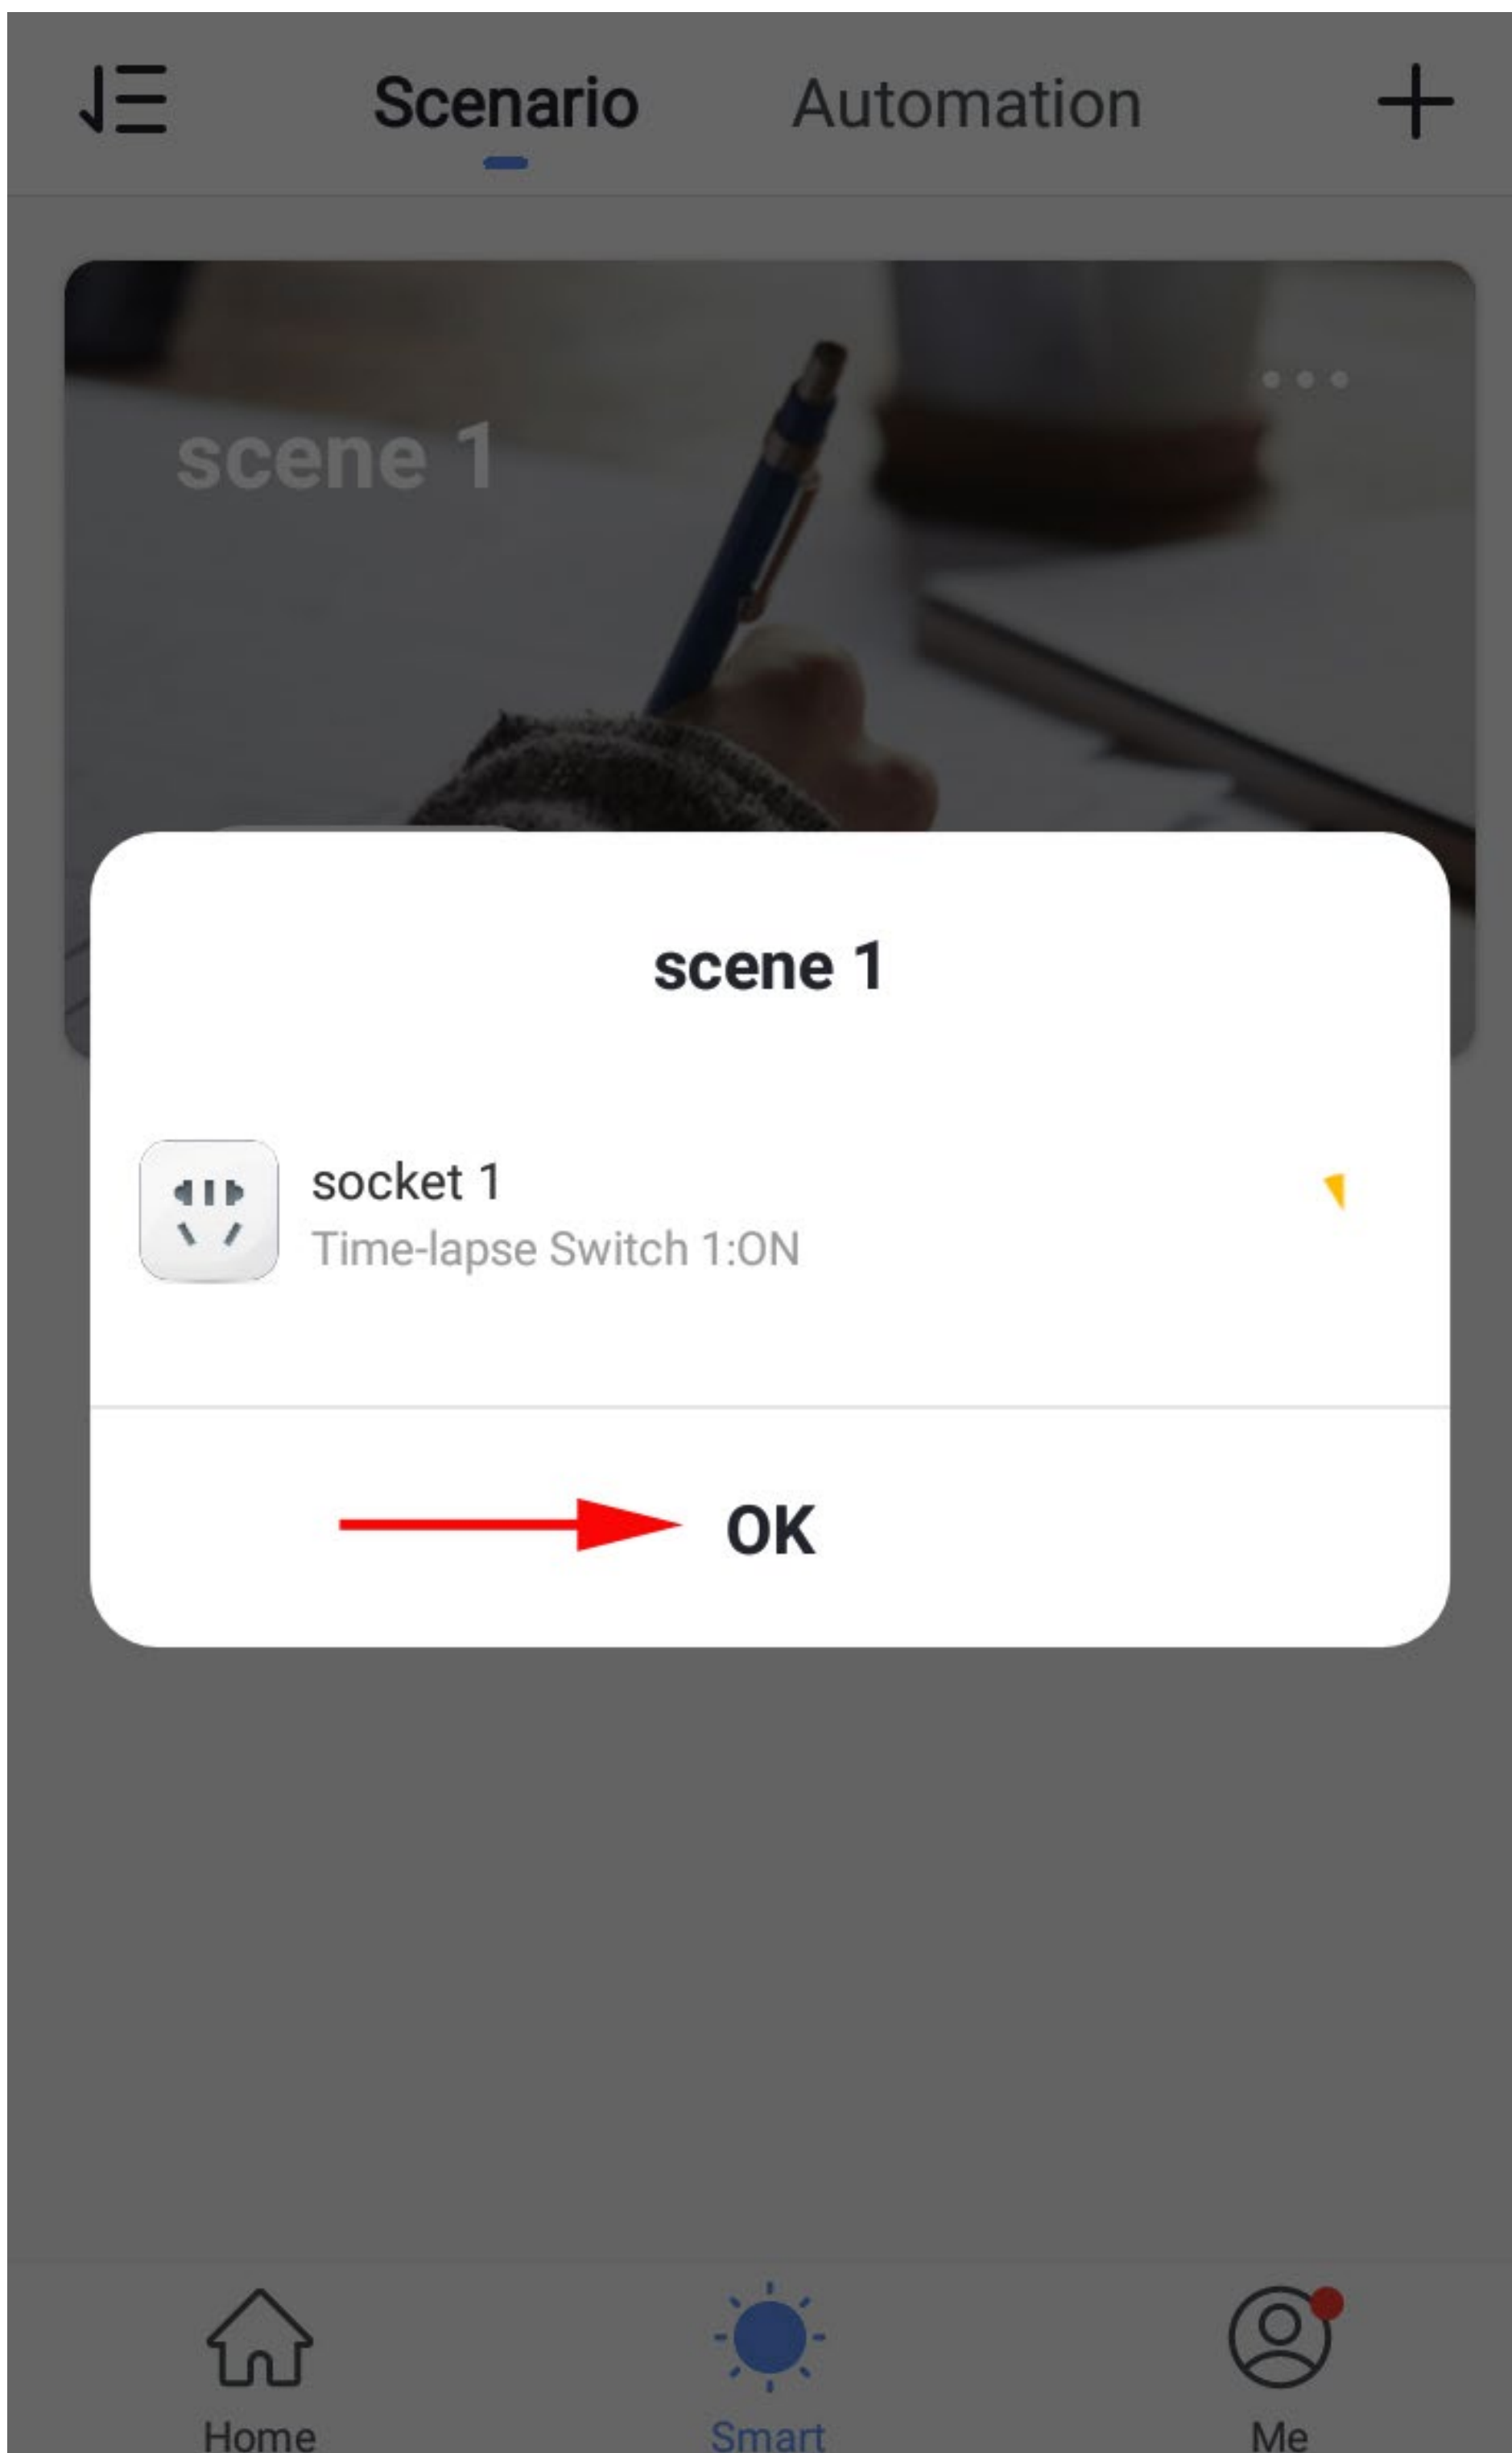 Scenario
Automation
scene 1
scene 1
socket 1
Time-lapse Switch 1:ON
OK
Home
Smart
Me